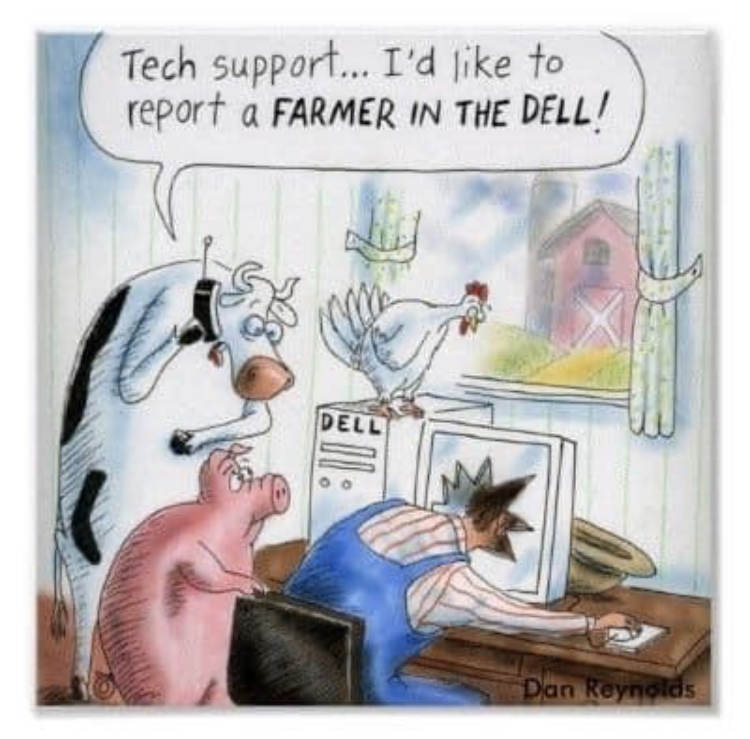 Tech support... I'd like to
report a FARMER IN THE DELL!
DELL
Dan Reynolds